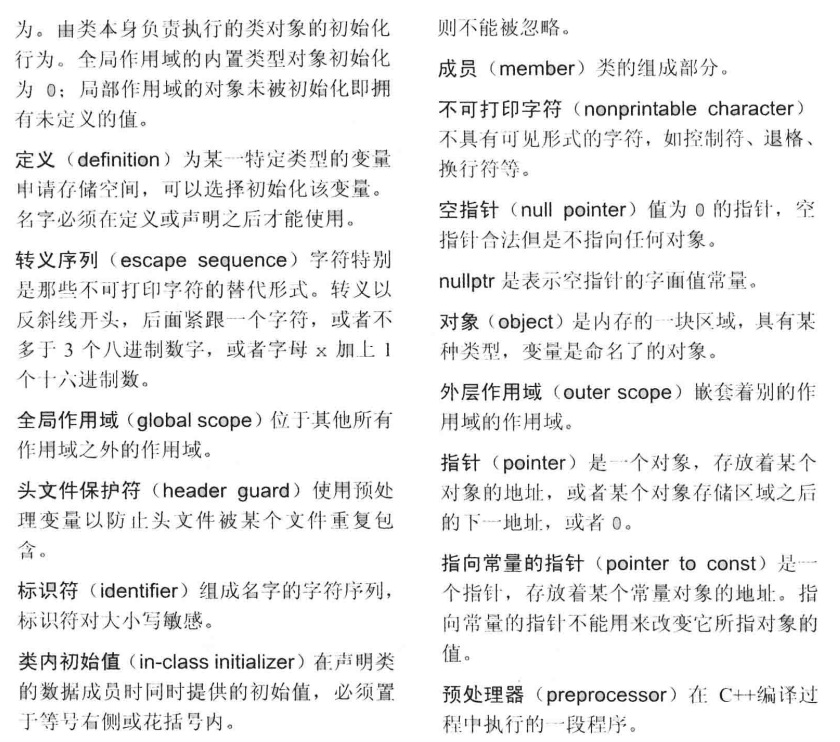 为。由类本身负责执行的类对象的初始化
行为。全局作用域的内置类型对象初始化
为 0；局部作用域的对象未被初始化即拥
有未定义的值。
定义（definition）为某一特定类型的变量
申请存储空间，可以选择初始化该变量。
名字必须在定义或声明之后才能使用。
转义序列（escape sequence）字符特别
是那些不可打印字符的替代形式。转义以
反斜线开头，后面紧跟一个字符，或者不
多于 3 个八进制数字，或者字母 x 加上 1
个十六进制数。
全局作用域（global scope）位于其他所有
作用域之外的作用域。
头文件保护符（header guard）使用预处
理变量以防止头文件被某个文件重复包
含。
标识符（identifier）组成名字的字符序列，
标识符对大小写敏感。
类内初始值（in-class initializer）在声明类
的数据成员时同时提供的初始值，必须置
于等号右侧或花括号内。
则不能被忽略。
成员（member）类的组成部分。
不可打印字符（nonprintable character）
不具有可见形式的字符，如控制符、退格、
换行符等。
空指针（null pointer）值为 0 的指针，空
指针合法但是不指向任何对象。
nullptr 是表示空指针的字面值常量。
对象（object）是内存的一块区域，具有某
种类型，变量是命名了的对象。
外层作用域（outer scope）嵌套着别的作
用域的作用域。
指针（pointer）是一个对象，存放着某个
对象的地址，或者某个对象存储区域之后
的下一地址，或者 0。
指向常量的指针（pointer to const）是一
个指针，存放着某个常量对象的地址。指
向常量的指针不能用来改变它所指对象的
值。
预处理器（preprocessor）在 C++编译过
程中执行的一段程序。